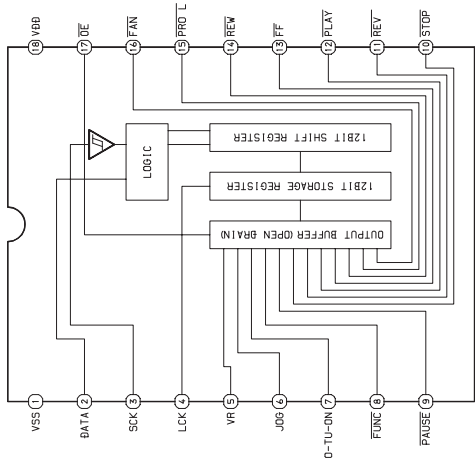 18 VDD
17 OE
16 FAN
15 PRO L
14 REW
13 FF
12 PLAY
11 REV
10 STOP
LOGIC
12BIT SHIFT REGISTER
12BIT STORAGE REGISTER
OUTPUT BUFFER(OPEN DRAIN)
VSS 1
DATA 2
SCK 3
LCK 4
VR 5
JOG 6
O-TU-ON 7
FUNC 8
PAUSE 9